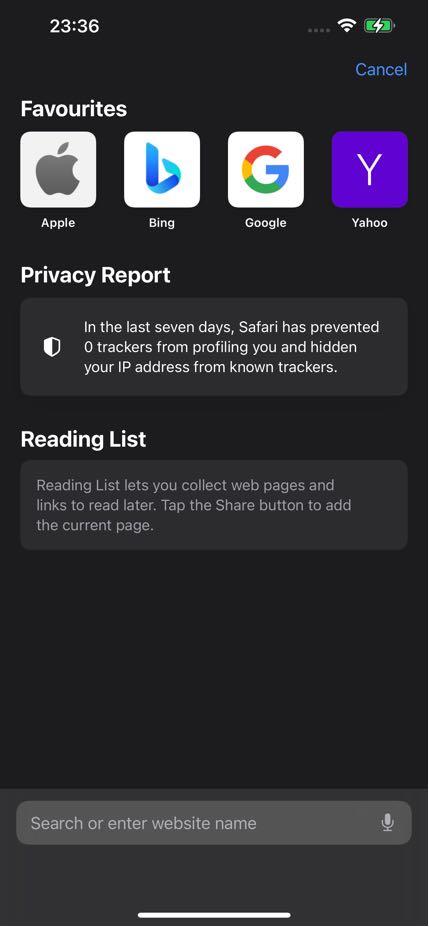 23:36
Cancel
Favourites
Apple
Bing
Google
Yahoo
Privacy Report
In the last seven days, Safari has prevented
0 trackers from profiling you and hidden
your IP address from known trackers.
Reading List
Reading List lets you collect web pages and
links to read later. Tap the Share button to add
the current page.
Search or enter website name